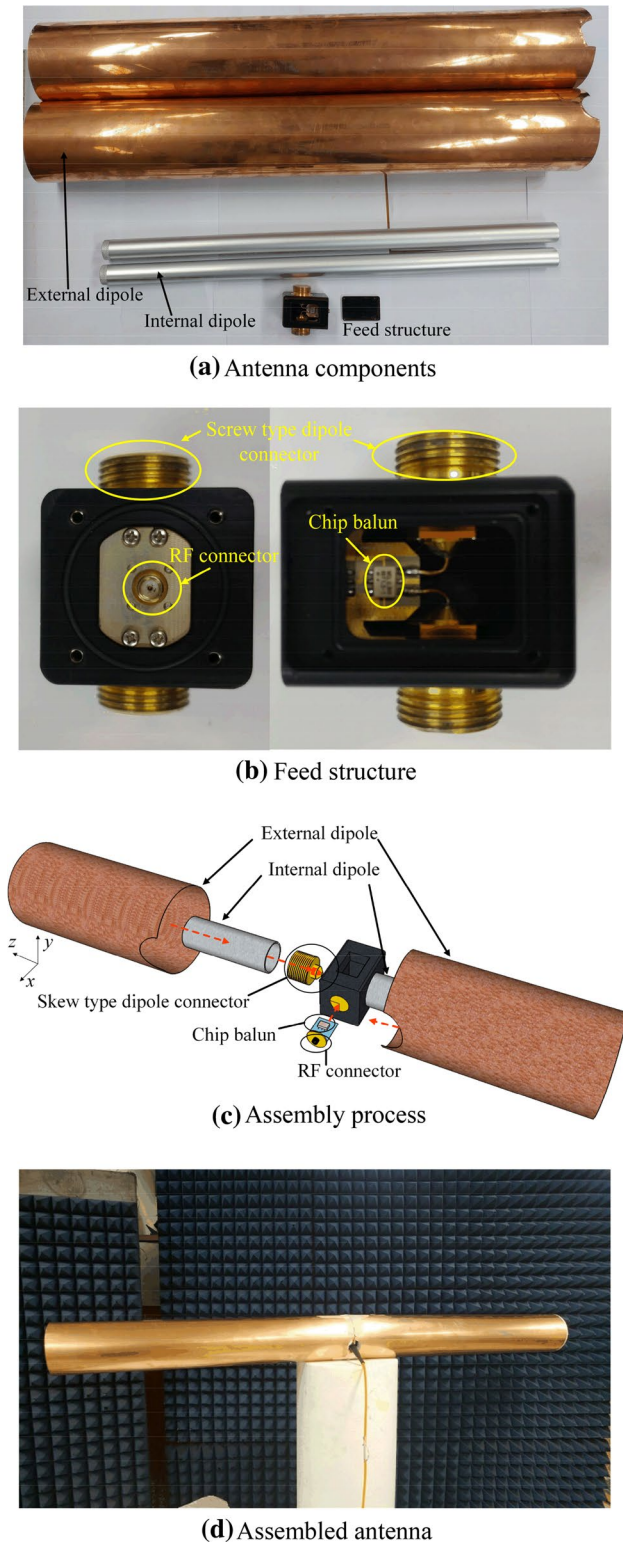 External dipole
Internal dipole
Feed structure
(a) Antenna components
Screw type dipole
connector
Chip balun
RF connector
(b) Feed structure
External dipole
Internal dipole
z
y
x
Skew type dipole connector
Chip balun
RF connector
(c) Assembly process
(d) Assembled antenna